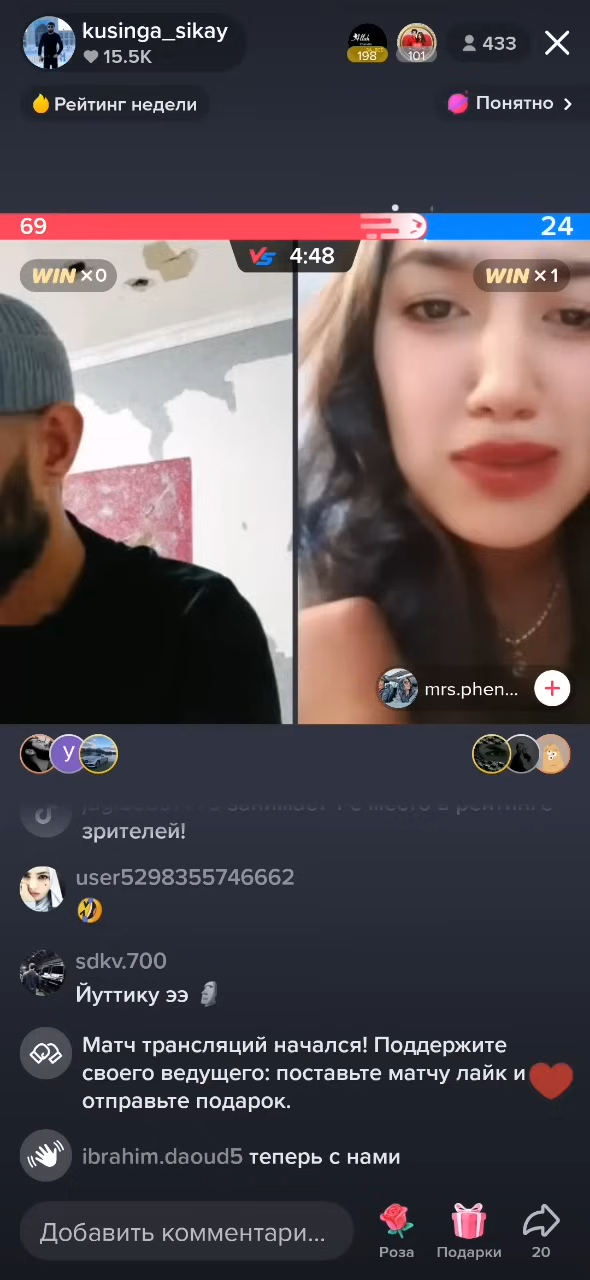 kusinga_sikay
15.5K
198
101
433
Рейтинг недели
Понятно
69
24
VS 4:48
WIN ×0
WIN ×1
mrs.phen...
У
зрителей!
user5298355746662
sdkv.700
Йуттику ээ
Матч трансляций начался! Поддержите
своего ведущего: поставьте матчу лайк и
отправьте подарок.
ibrahim.daoud5 теперь с нами
Добавить комментари...
Роза
Подарки
20